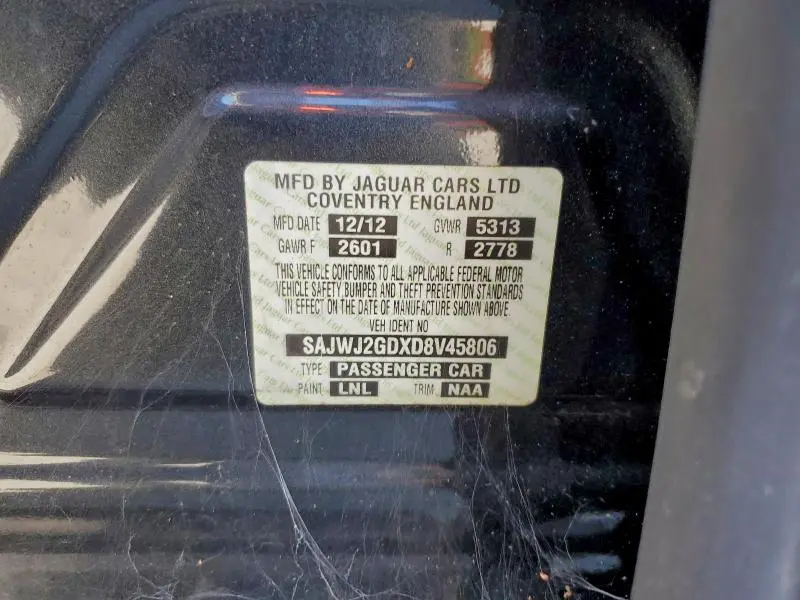 MFD BY JAGUAR CARS LTD
COVENTRY ENGLAND
MFD DATE 12/12 GVWR 5313
GAWR F 2601 R 2778
THIS VEHICLE CONFORMS TO ALL APPLICABLE FEDERAL MOTOR
VEHICLE SAFETY, BUMPER AND THEFT PREVENTION STANDARDS
IN EFFECT ON THE DATE OF MANUFACTURE SHOWN ABOVE
VEH IDENT NO
SAJWJ2GDXD8V45806
TYPE PASSENGER CAR
PAINT LNL TRIM NAA